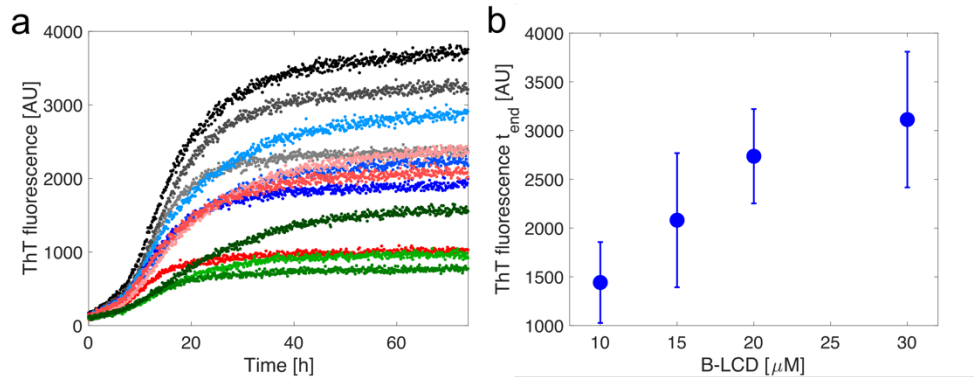 a
ThT fluorescence [AU]
4000
3000
2000
1000
0
0 20 40 60
Time [h]
b
ThT fluorescence t_end [AU]
4000
3500
3000
2500
2000
1500
1000
10 15 20 25 30
B-LCD [μM]